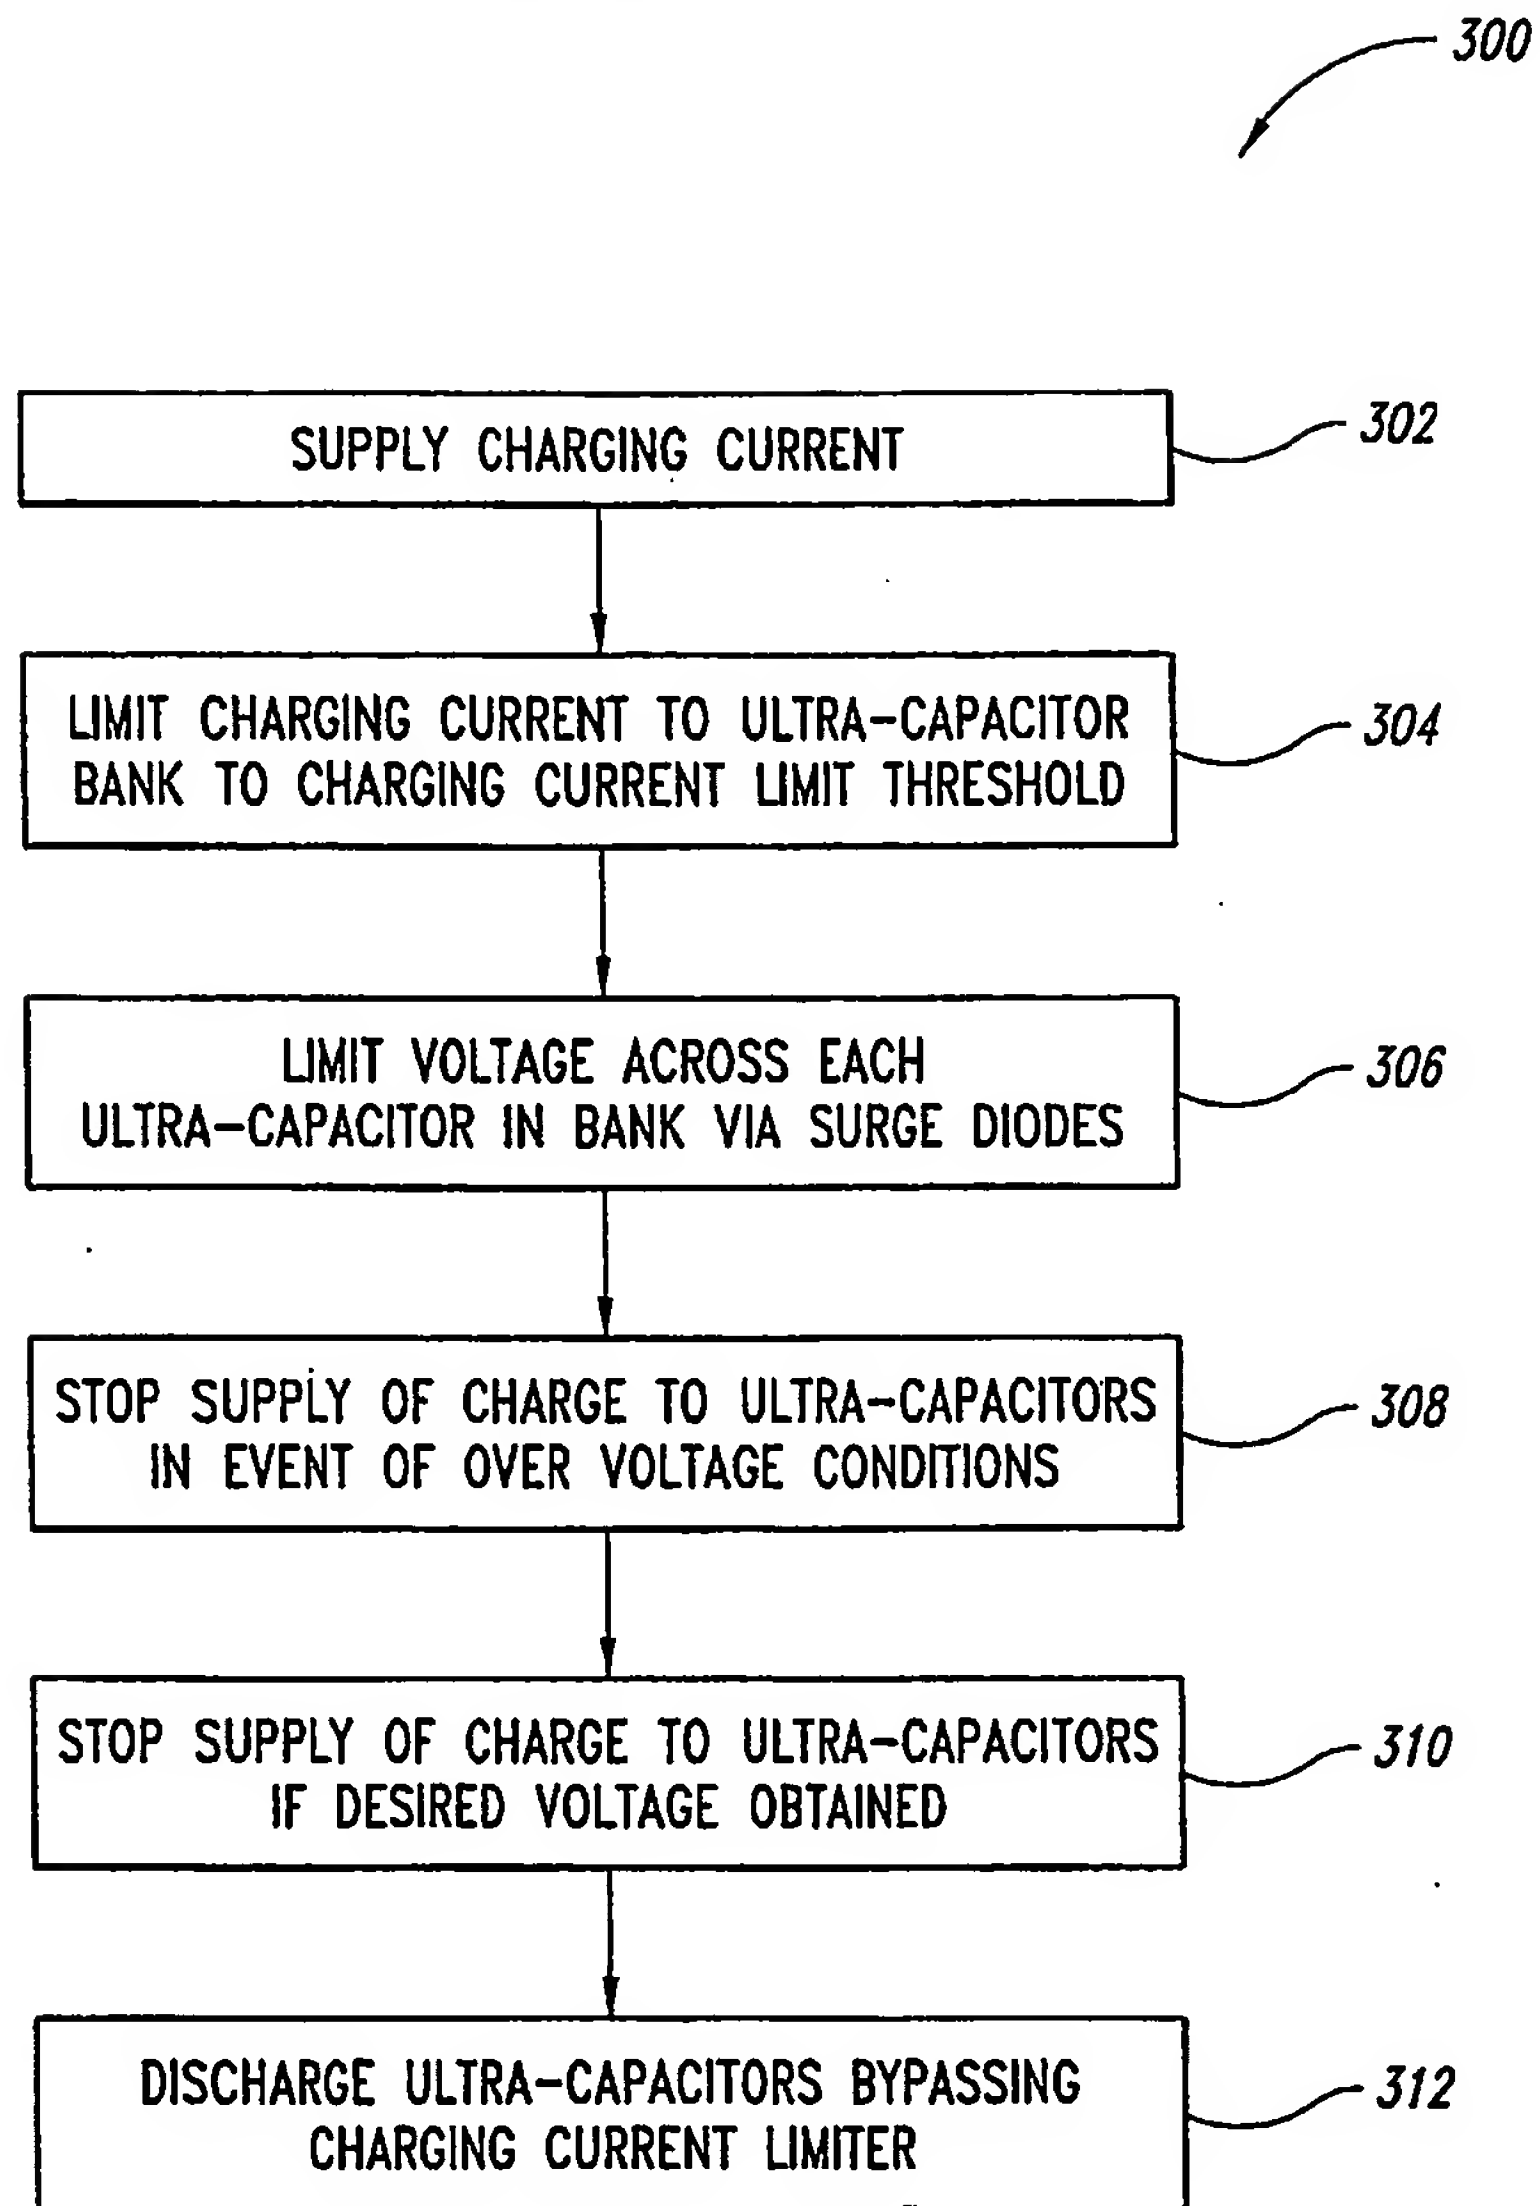 300
SUPPLY CHARGING CURRENT
302
LIMIT CHARGING CURRENT TO ULTRA-CAPACITOR
BANK TO CHARGING CURRENT LIMIT THRESHOLD
304
LIMIT VOLTAGE ACROSS EACH
ULTRA-CAPACITOR IN BANK VIA SURGE DIODES
306
STOP SUPPLY OF CHARGE TO ULTRA-CAPACITORS
IN EVENT OF OVER VOLTAGE CONDITIONS
308
STOP SUPPLY OF CHARGE TO ULTRA-CAPACITORS
IF DESIRED VOLTAGE OBTAINED
310
DISCHARGE ULTRA-CAPACITORS BYPASSING
CHARGING CURRENT LIMITER
312